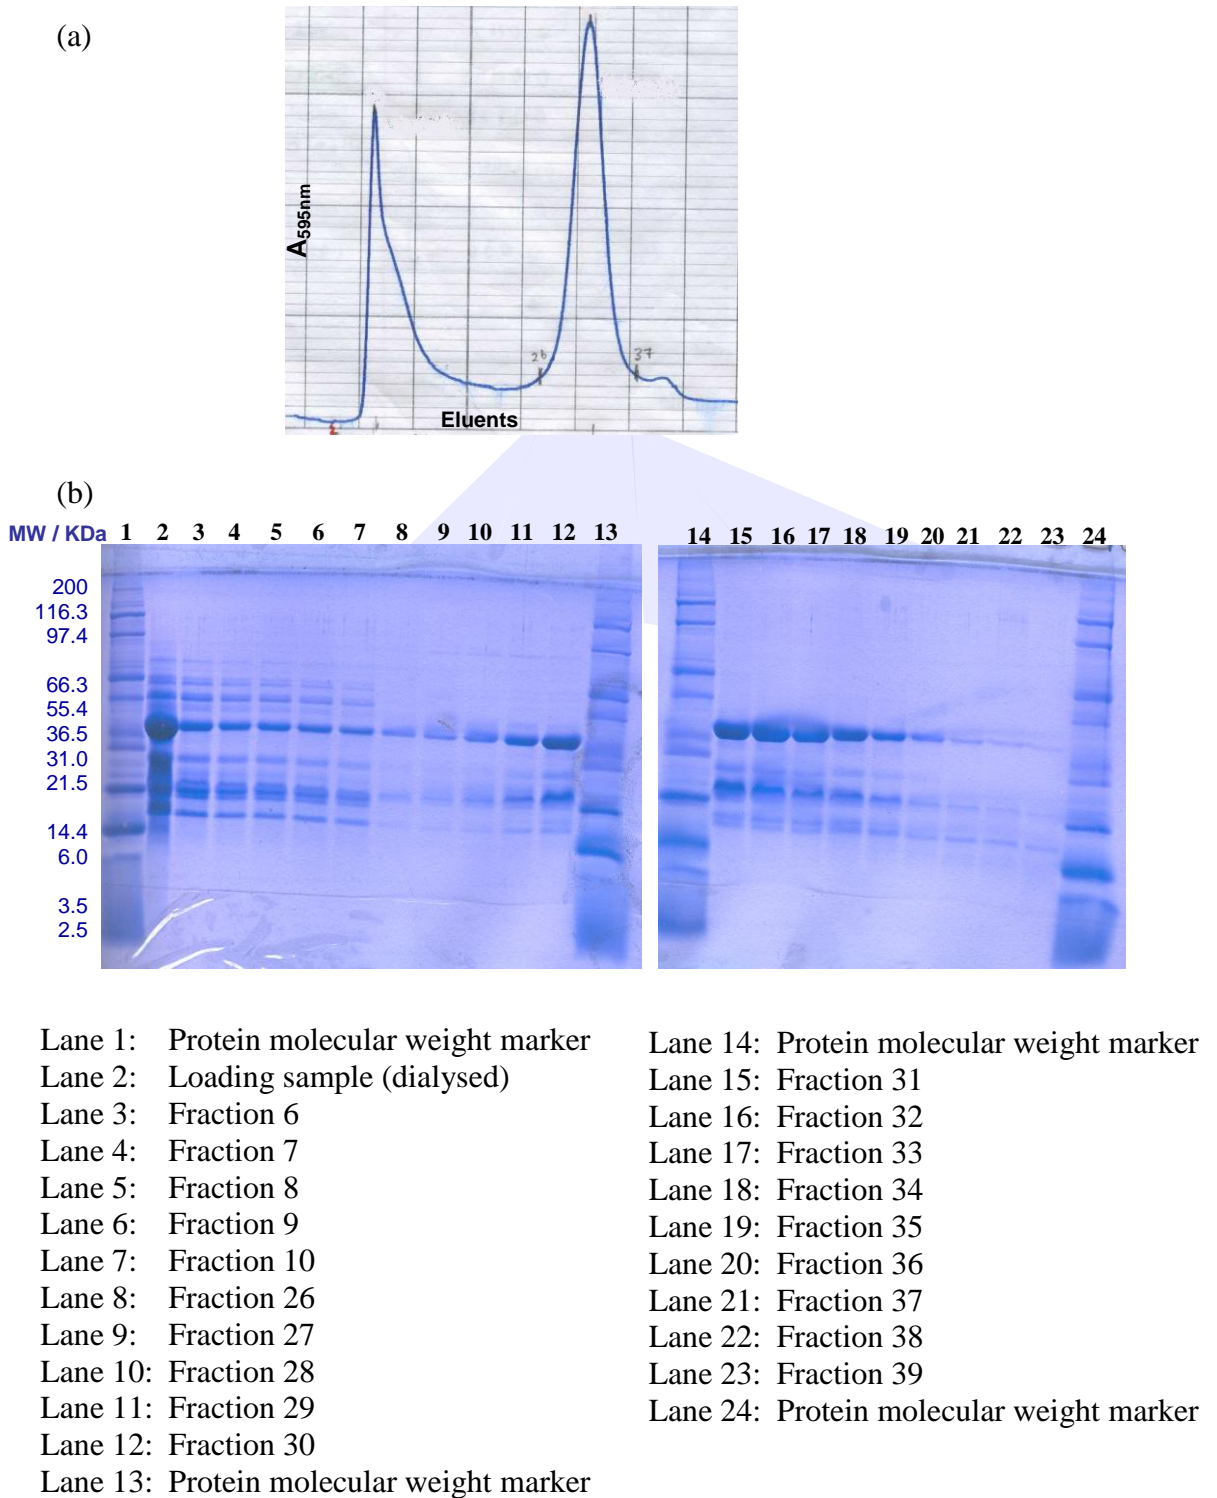 (a)
A595nm
26
37
Eluents
(b)
MW / KDa 1 2 3 4 5 6 7 8 9 10 11 12 13 14 15 16 17 18 19 20 21 22 23 24
200
116.3
97.4
66.3
55.4
36.5
31.0
21.5
14.4
6.0
3.5
2.5
Lane 1: Protein molecular weight marker
Lane 2: Loading sample (dialysed)
Lane 3: Fraction 6
Lane 4: Fraction 7
Lane 5: Fraction 8
Lane 6: Fraction 9
Lane 7: Fraction 10
Lane 8: Fraction 26
Lane 9: Fraction 27
Lane 10: Fraction 28
Lane 11: Fraction 29
Lane 12: Fraction 30
Lane 13: Protein molecular weight marker
Lane 14: Protein molecular weight marker
Lane 15: Fraction 31
Lane 16: Fraction 32
Lane 17: Fraction 33
Lane 18: Fraction 34
Lane 19: Fraction 35
Lane 20: Fraction 36
Lane 21: Fraction 37
Lane 22: Fraction 38
Lane 23: Fraction 39
Lane 24: Protein molecular weight marker